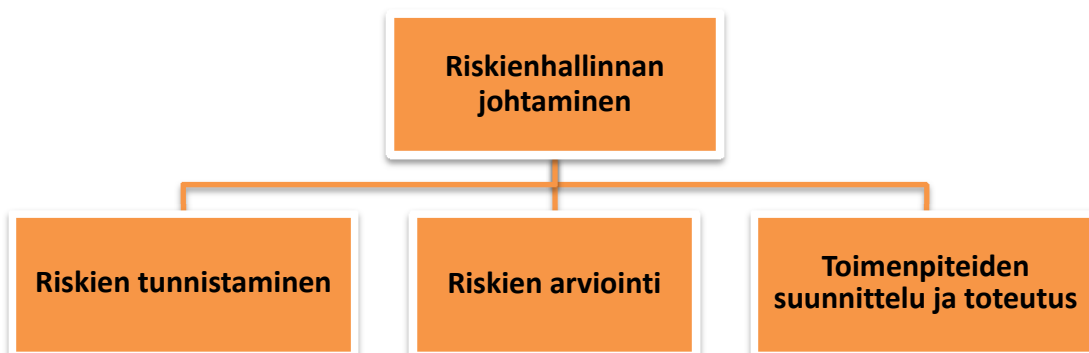 Riskienhallinnan
johtaminen
Riskien tunnistaminen
Riskien arviointi
Toimenpiteiden
suunnittelu ja toteutus